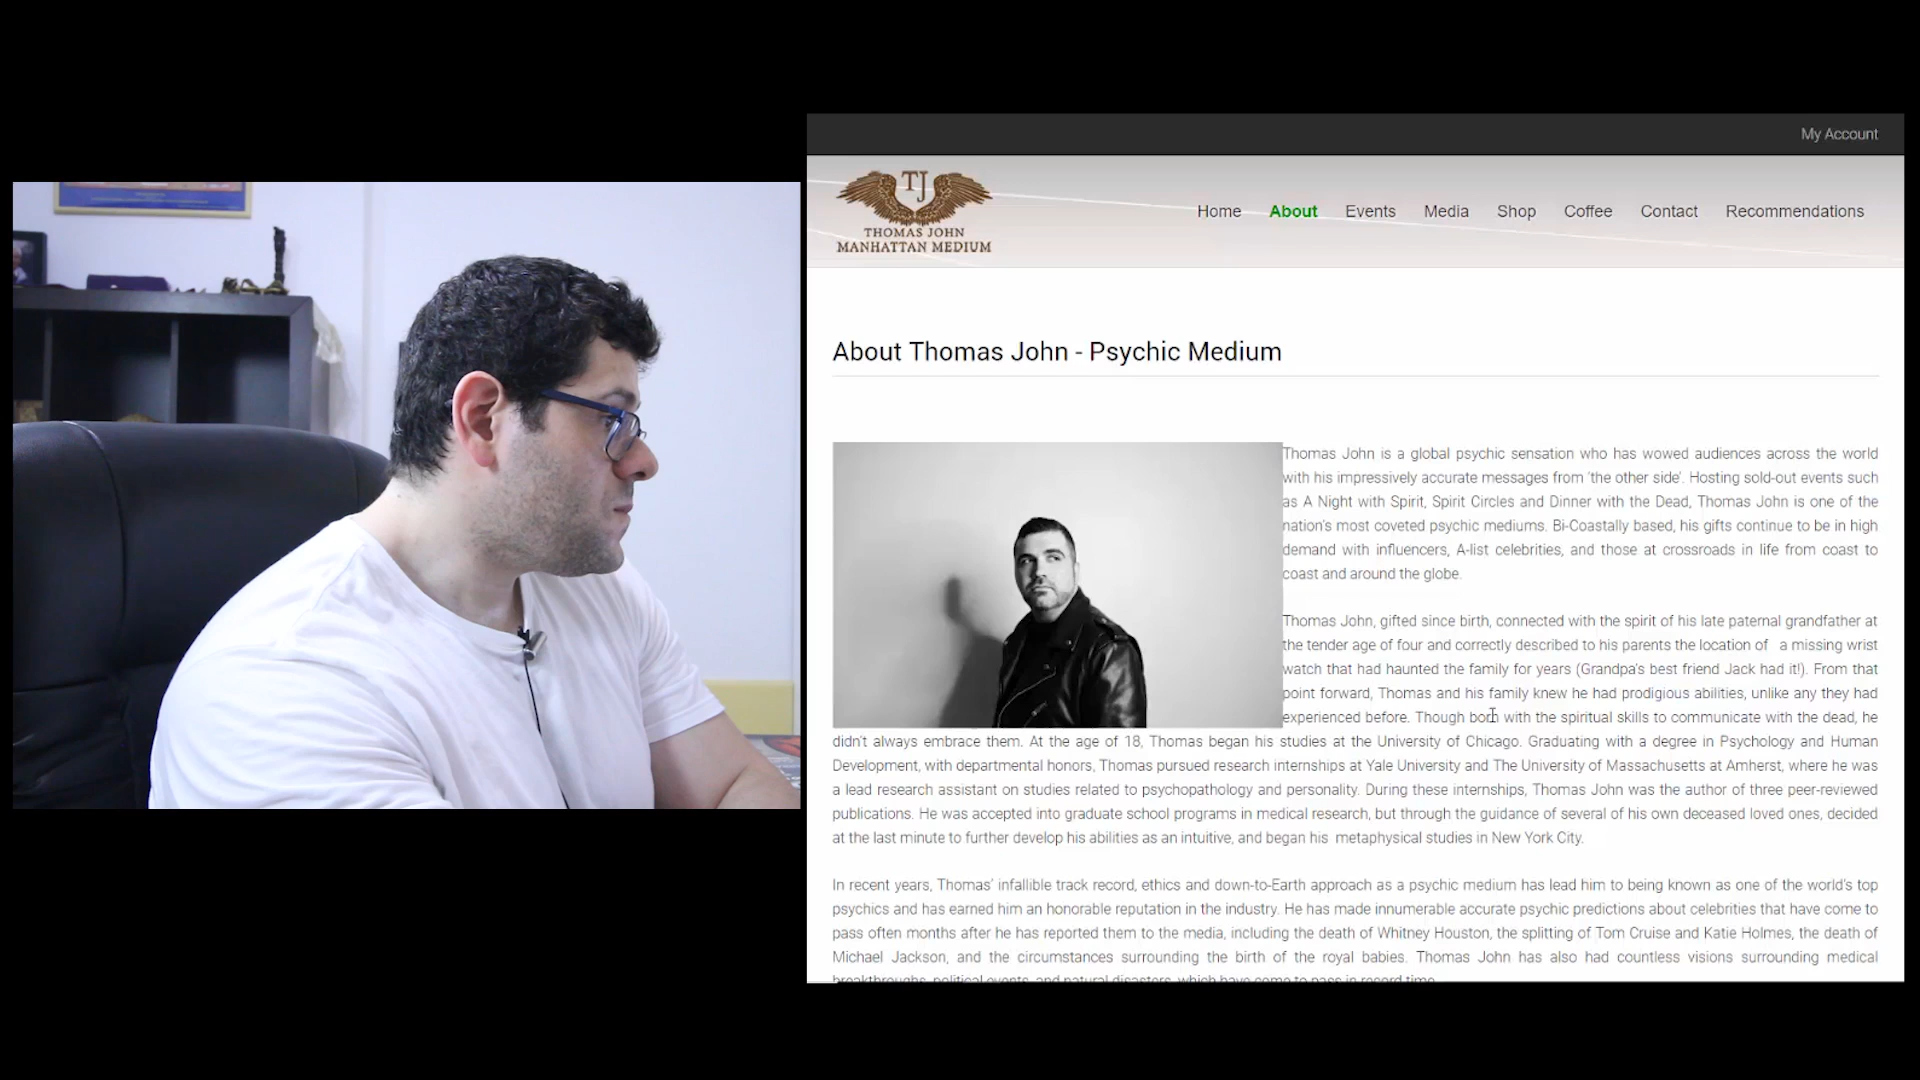 My Account
TJ
THOMAS JOHN
MANHATTAN MEDIUM
Home About Events Media Shop Coffee Contact Recommendations
About Thomas John - Psychic Medium
Thomas John is a global psychic sensation who has wowed audiences across the world
with his impressively accurate messages from 'the other side'. Hosting sold-out events such
as A Night with Spirit, Spirit Circles and Dinner with the Dead, Thomas John is one of the
nation's most coveted psychic mediums. Bi-Coastally based, his gifts continue to be in high
demand with influencers, A-list celebrities, and those at crossroads in life from coast to
coast and around the globe.
Thomas John, gifted since birth, connected with the spirit of his late paternal grandfather at
the tender age of four and correctly described to his parents the location of a missing wrist
watch that had haunted the family for years (Grandpa's best friend Jack had it!). From that
point forward, Thomas and his family knew he had prodigious abilities, unlike any they had
experienced before. Though born with the spiritual skills to communicate with the dead, he
didn't always embrace them. At the age of 18, Thomas began his studies at the University of Chicago. Graduating with a degree in Psychology and Human
Development, with departmental honors, Thomas pursued research internships at Yale University and The University of Massachusetts at Amherst, where he was
a lead research assistant on studies related to psychopathology and personality. During these internships, Thomas John was the author of three peer-reviewed
publications. He was accepted into graduate school programs in medical research, but through the guidance of several of his own deceased loved ones, decided
at the last minute to further develop his abilities as an intuitive, and began his metaphysical studies in New York City.
In recent years, Thomas' infallible track record, ethics and down-to-Earth approach as a psychic medium has lead him to being known as one of the world's top
psychics and has earned him an honorable reputation in the industry. He has made innumerable accurate psychic predictions about celebrities that have come to
pass often months after he has reported them to the media, including the death of Whitney Houston, the splitting of Tom Cruise and Katie Holmes, the death of
Michael Jackson, and the circumstances surrounding the birth of the royal babies. Thomas John has also had countless visions surrounding medical
breakthroughs, political events, and natural disasters, which have come to pass in record time.